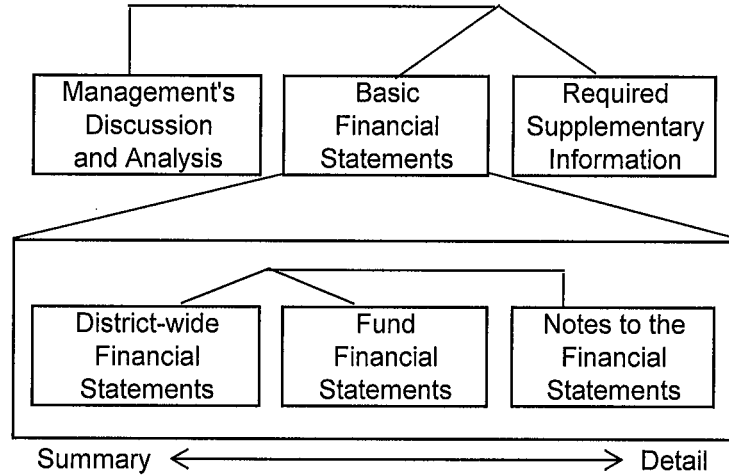 Management's
Discussion
and Analysis
Basic
Financial
Statements
Required
Supplementary
Information
District-wide
Financial
Statements
Fund
Financial
Statements
Notes to the
Financial
Statements
Summary
Detail